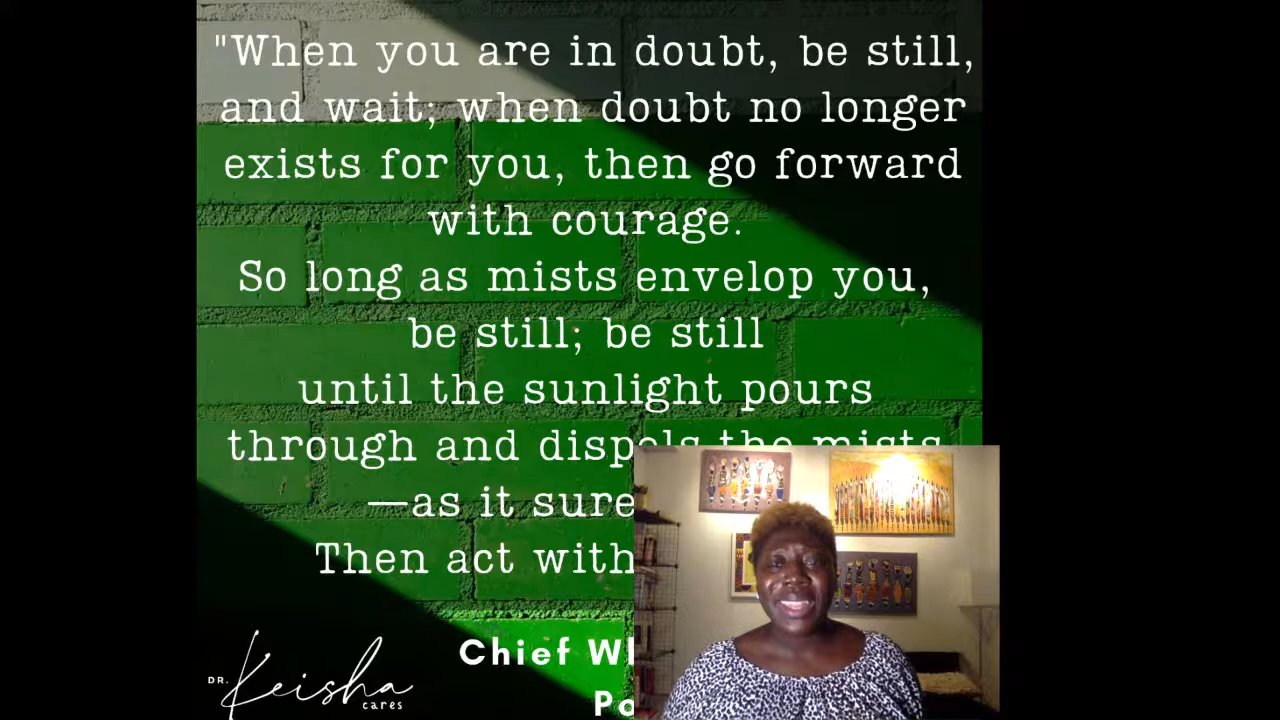 "When you are in doubt, be still,
and wait; when doubt no longer
exists for you, then go forward
with courage.
So long as mists envelop you,
be still; be still
until the sunlight pours
through and dispels the mists
—as it sure
Then act with
Chief Wh
Po
DR. Keisha
cares